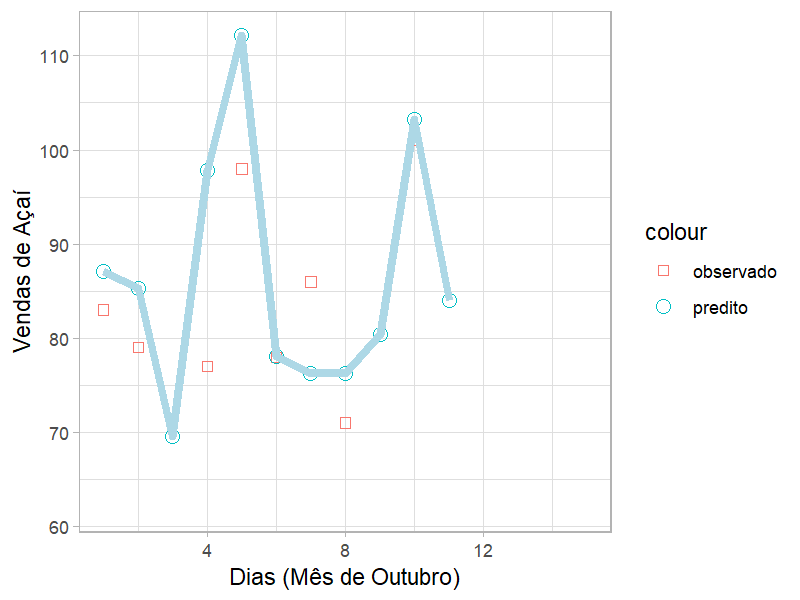 110
100
90
80
70
60
4
8
12
Vendas de Açaí
Dias (Mês de Outubro)
colour
observado
predito